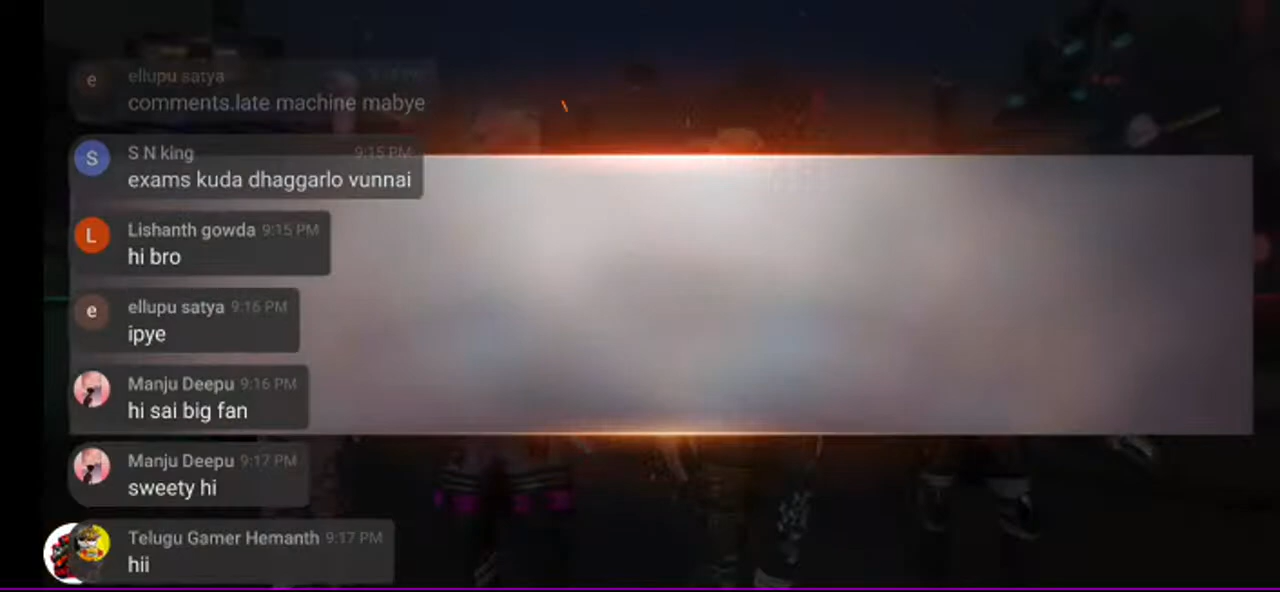 ellupu satya
comments.late machine mabye
S N king 9:15 PM
exams kuda dhaggarlo vunnai
Lishanth gowda 9:15 PM
hi bro
ellupu satya 9:16 PM
ipye
Manju Deepu 9:16 PM
hi sai big fan
Manju Deepu 9:17 PM
sweety hi
Telugu Gamer Hemanth 9:17 PM
hii